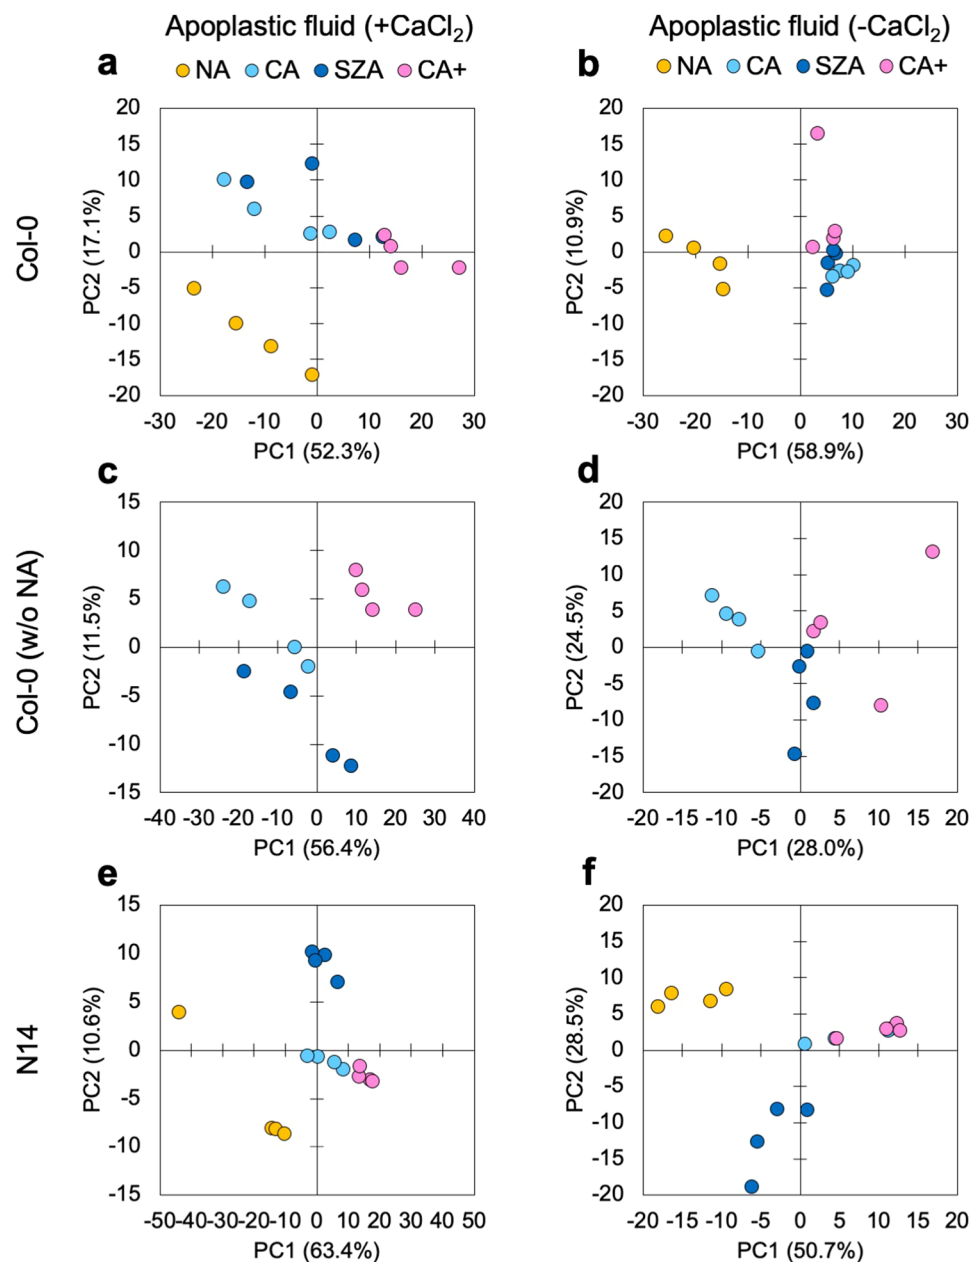 Apoplastic fluid (+CaCl₂)
Apoplastic fluid (-CaCl₂)
a
NA CA SZA CA+
b
NA CA SZA CA+
Col-0
PC2 (17.1%)
20
15
10
5
0
-5
-10
-15
-20
-30 -20 -10 0 10 20 30
PC1 (52.3%)
PC2 (10.9%)
20
15
10
5
0
-5
-10
-15
-20
-30 -20 -10 0 10 20 30
PC1 (58.9%)
c
d
Col-0 (w/o NA)
PC2 (11.5%)
15
10
5
0
-5
-10
-15
-40 -30 -20 -10 0 10 20 30 40
PC1 (56.4%)
PC2 (24.5%)
20
15
10
5
0
-5
-10
-15
-20
-20 -15 -10 -5 0 5 10 15 20
PC1 (28.0%)
e
f
N14
PC2 (10.6%)
15
10
5
0
-5
-10
-15
-50 -40 -30 -20 -10 0 10 20 30 40 50
PC1 (63.4%)
PC2 (28.5%)
20
15
10
5
0
-5
-10
-15
-20
-20 -15 -10 -5 0 5 10 15 20
PC1 (50.7%)